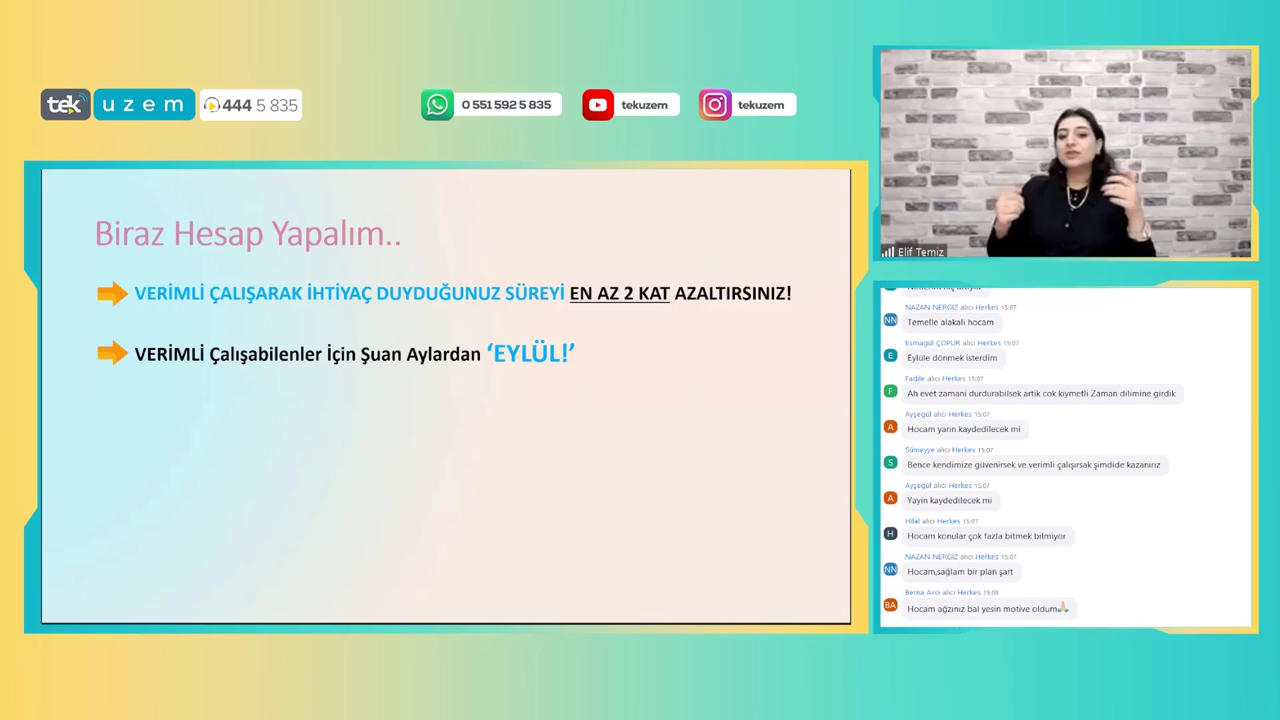 tek uzem 444 5 835
0 551 592 5 835
tekuzem
tekuzem
Biraz Hesap Yapalım..
VERİMLİ ÇALIŞARAK İHTİYAÇ DUYDUĞUNUZ SÜREYİ EN AZ 2 KAT AZALTIRSINIZ!
VERİMLİ Çalışabilenler İçin Şuan Aylardan ‘EYLÜL!’
Elif Temiz
NAZAN NERGİZ alıcı Herkes 15:07
NN
Temelle alakali hocam
Esmagül ÇOPUR alıcı Herkes 15:07
E
Eylüle dönmek isterdim
Fadile alıcı Herkes 15:07
F
Ah evet zamani durdurabilsek artik cok kiymetli Zaman dilimine girdik
Ayşegül alıcı Herkes 15:07
A
Hocam yarın kaydedilecek mi
Sümeyye alıcı Herkes 15:07
S
Bence kendimize güvenirsek ve verimli çalışırsak şimdide kazanırız
Ayşegül alıcı Herkes 15:07
A
Yayin kaydedilecek mi
Hilal alıcı Herkes 15:07
H
Hocam konular çok fazla bitmek bilmiyor
NAZAN NERGİZ alıcı Herkes 15:07
NN
Hocam,sağlam bir plan şart
Berna Avcı alıcı Herkes 15:08
BA
Hocam ağzınız bal yesin motive oldum🙏🏼